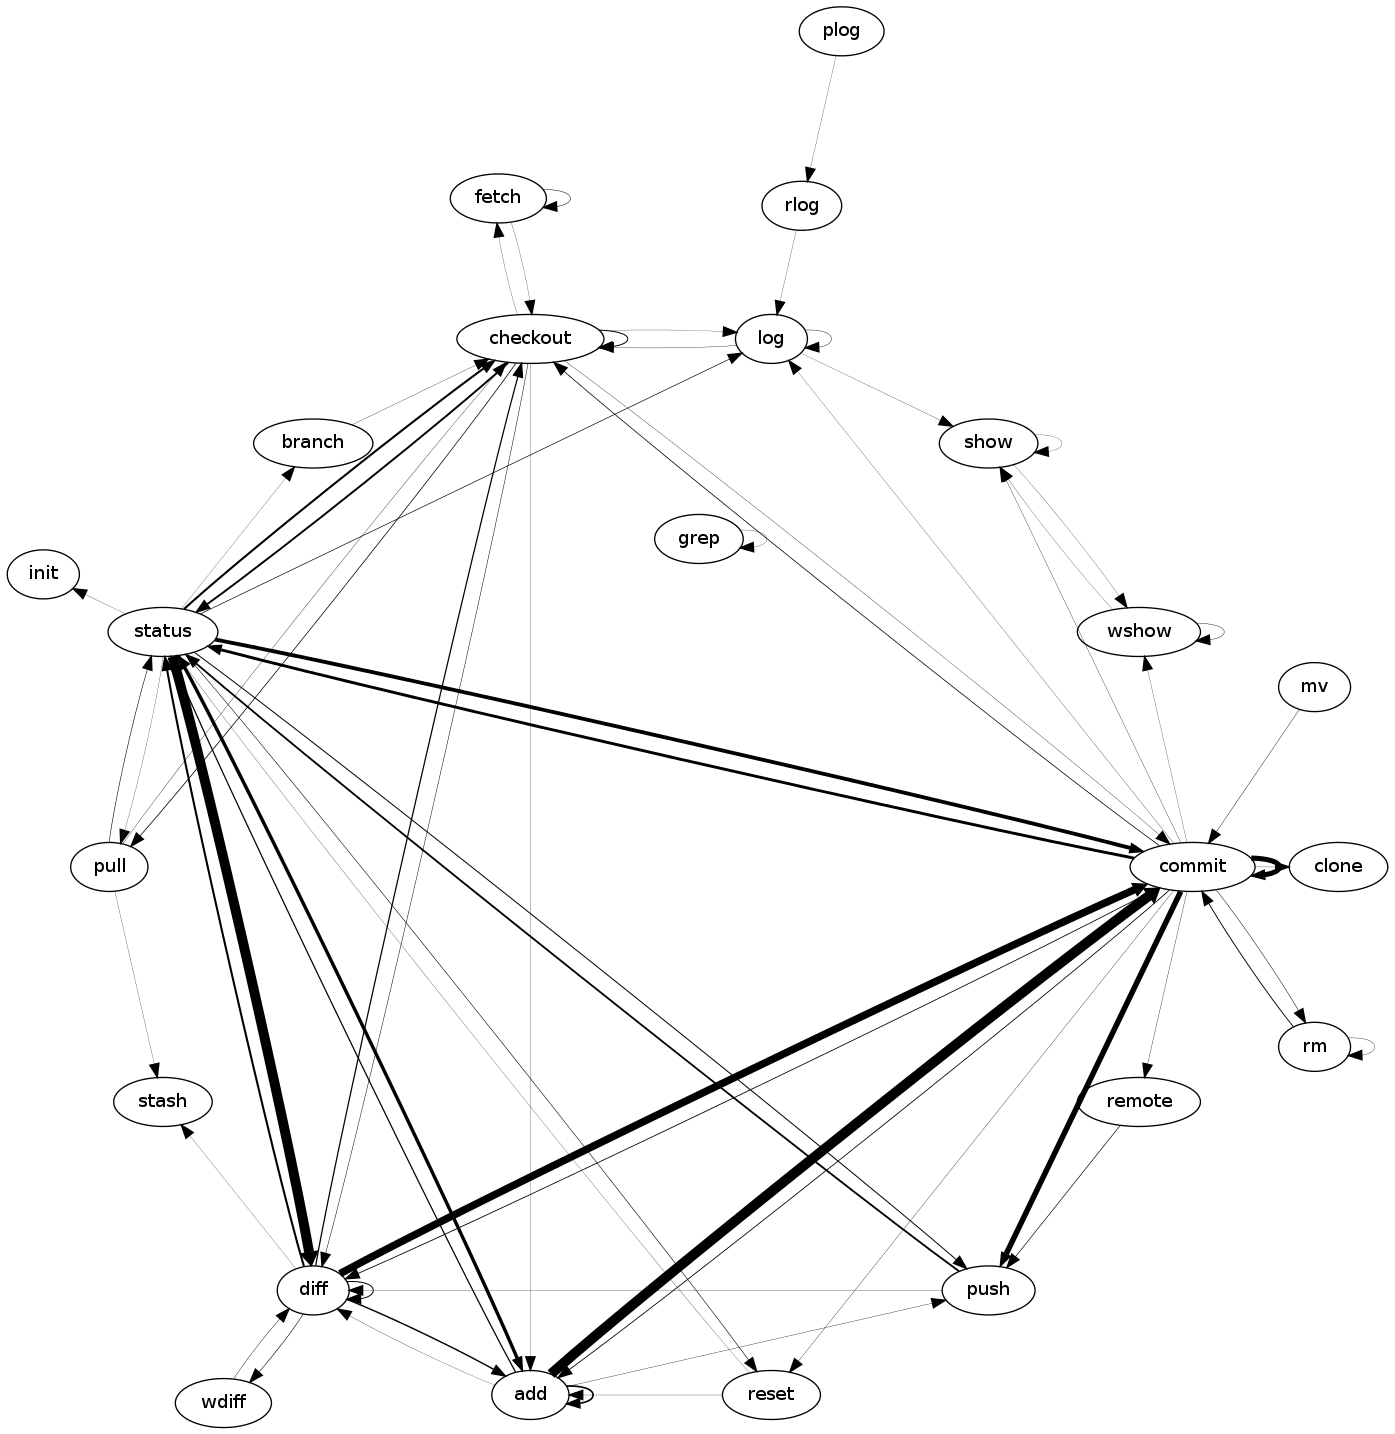 plog
fetch
rlog
checkout
log
branch
show
grep
init
status
wshow
mv
pull
commit
clone
rm
stash
remote
diff
push
wdiff
add
reset